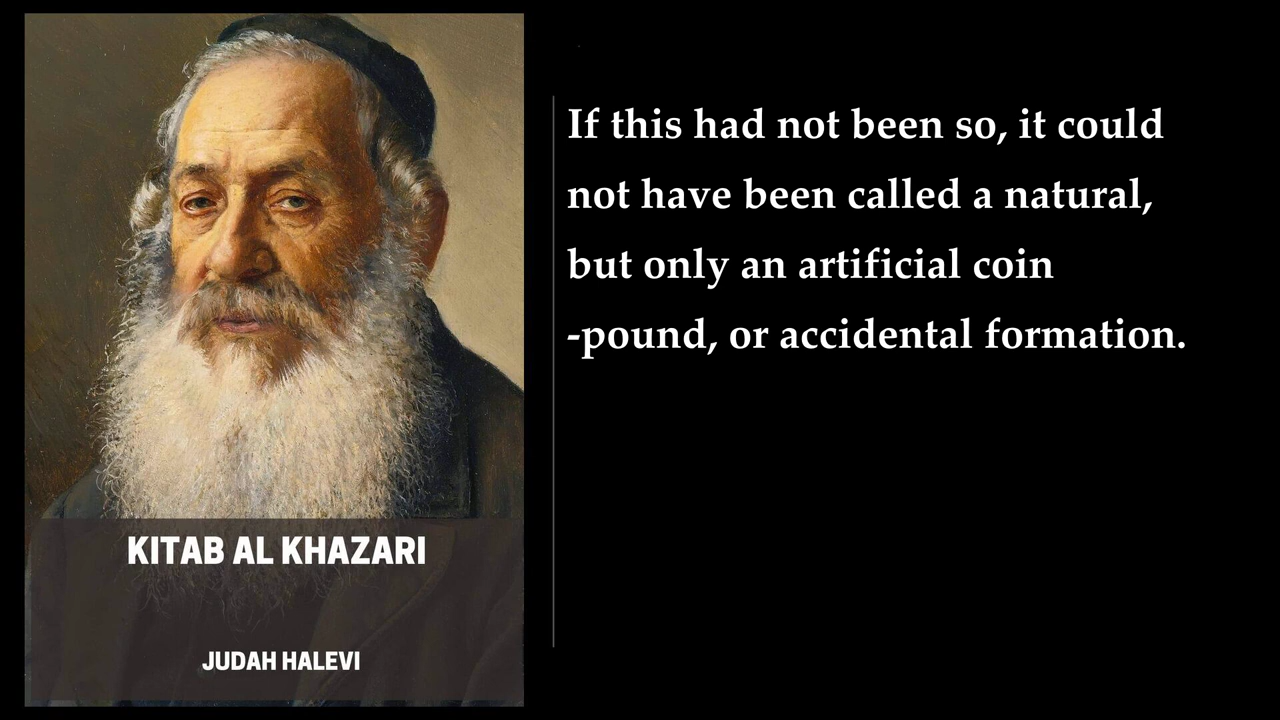 KITAB AL KHAZARI
JUDAH HALEVI
If this had not been so, it could
not have been called a natural,
but only an artificial coin
-pound, or accidental formation.